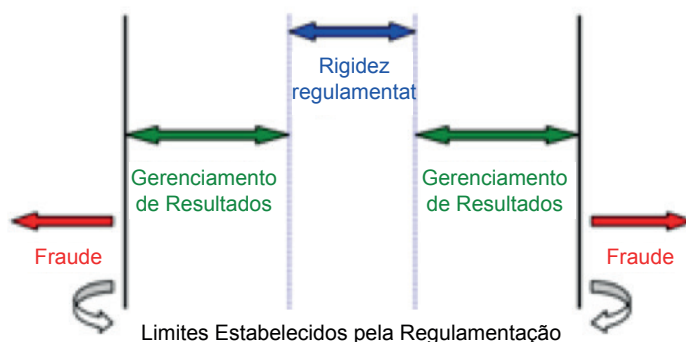 Rigidez
regulamentat
Gerenciamento
de Resultados
Gerenciamento
de Resultados
Fraude
Fraude
Limites Estabelecidos pela Regulamentação